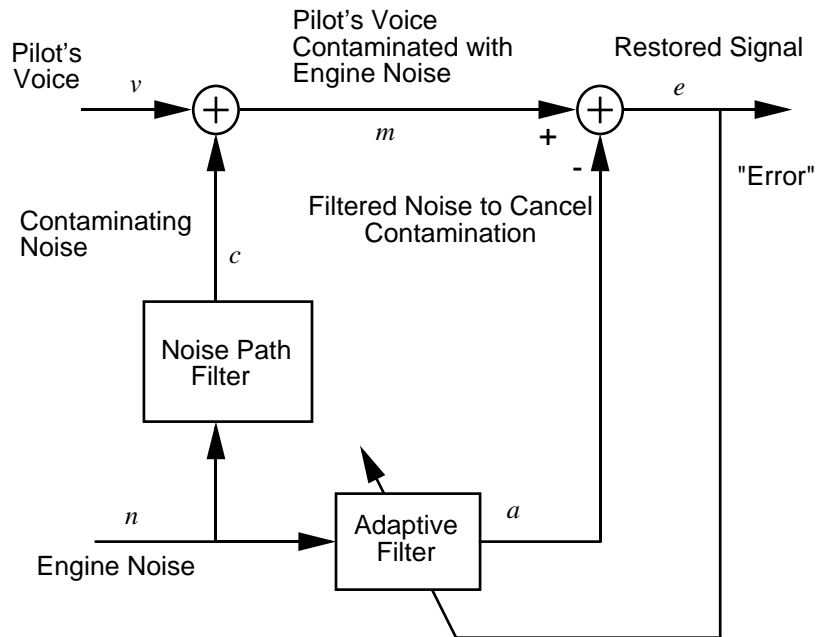 Pilot's
Voice
v
Pilot's Voice
Contaminated with
Engine Noise
m
Restored Signal
e
+
-
"Error"
Contaminating
Noise
c
Filtered Noise to Cancel
Contamination
Noise Path
Filter
n
Engine Noise
Adaptive
Filter
a